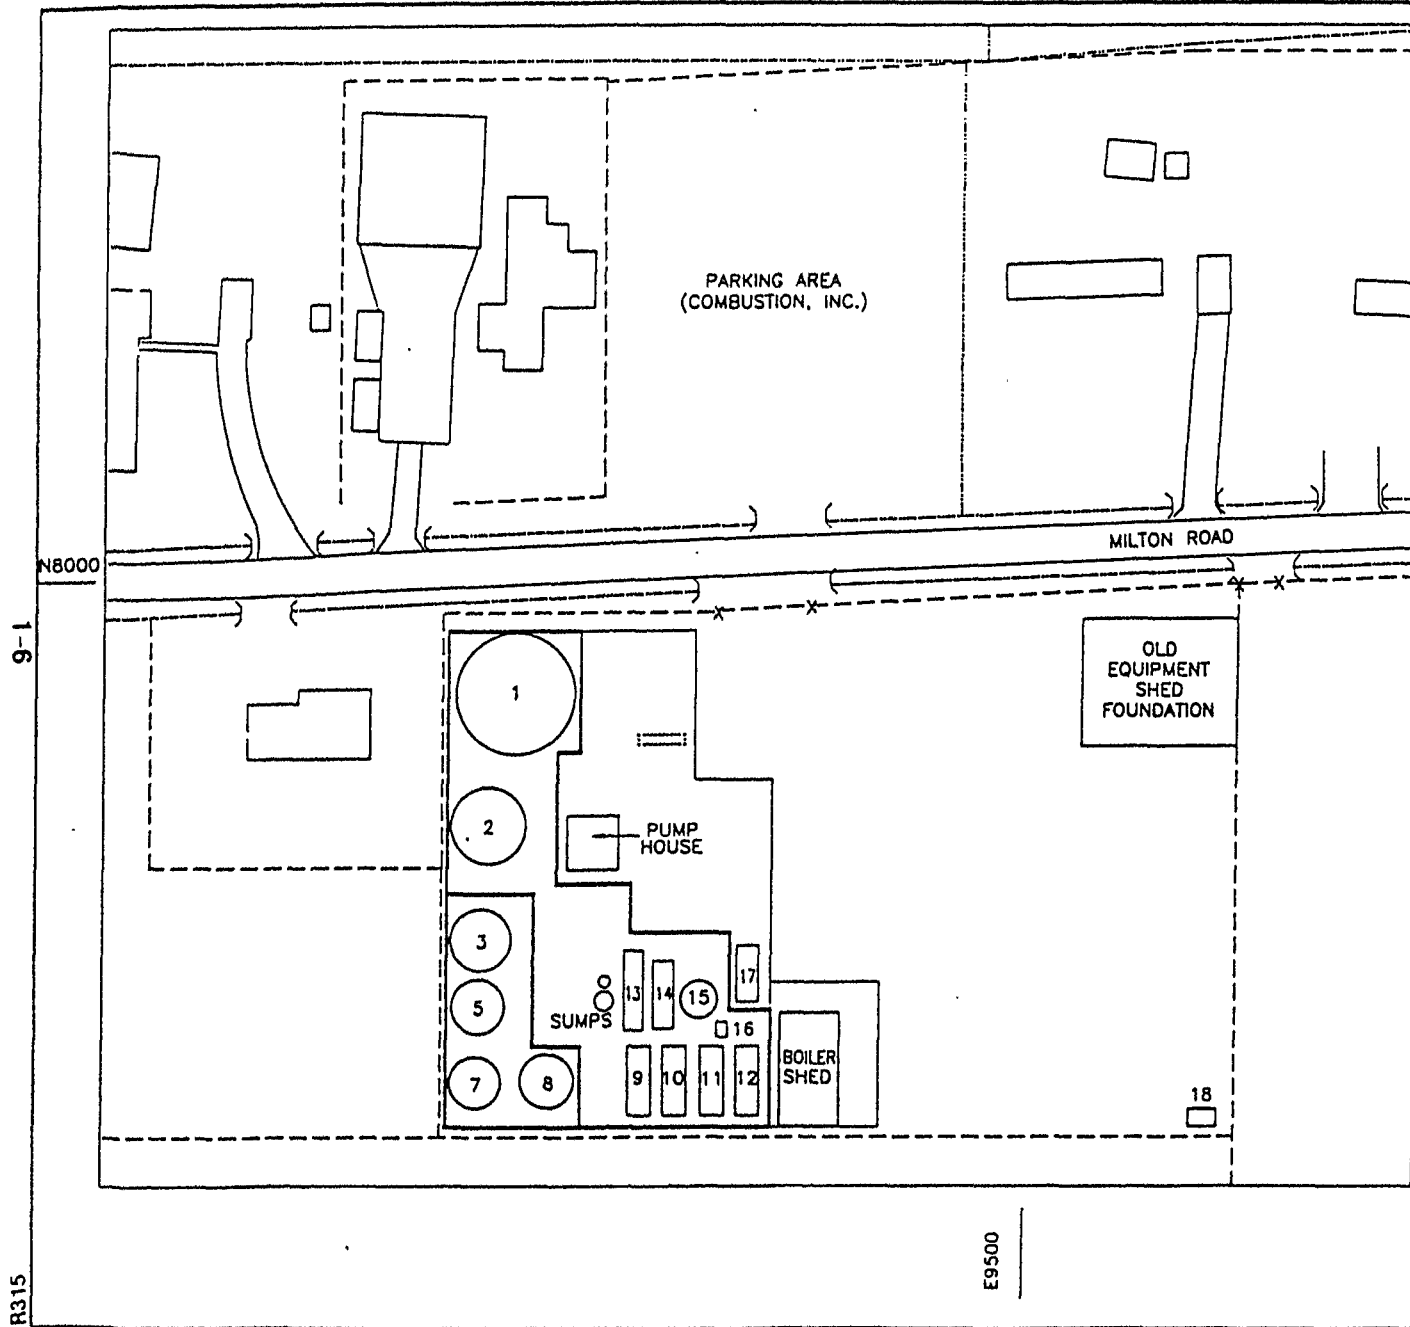 PARKING AREA
(COMBUSTION, INC.)
MILTON ROAD
N8000
9-1
OLD
EQUIPMENT
SHED
FOUNDATION
1
2
PUMP
HOUSE
3
5
7
8
SUMPS
13
14
15
17
16
9
10
11
12
BOILER
SHED
18
E9500
R315